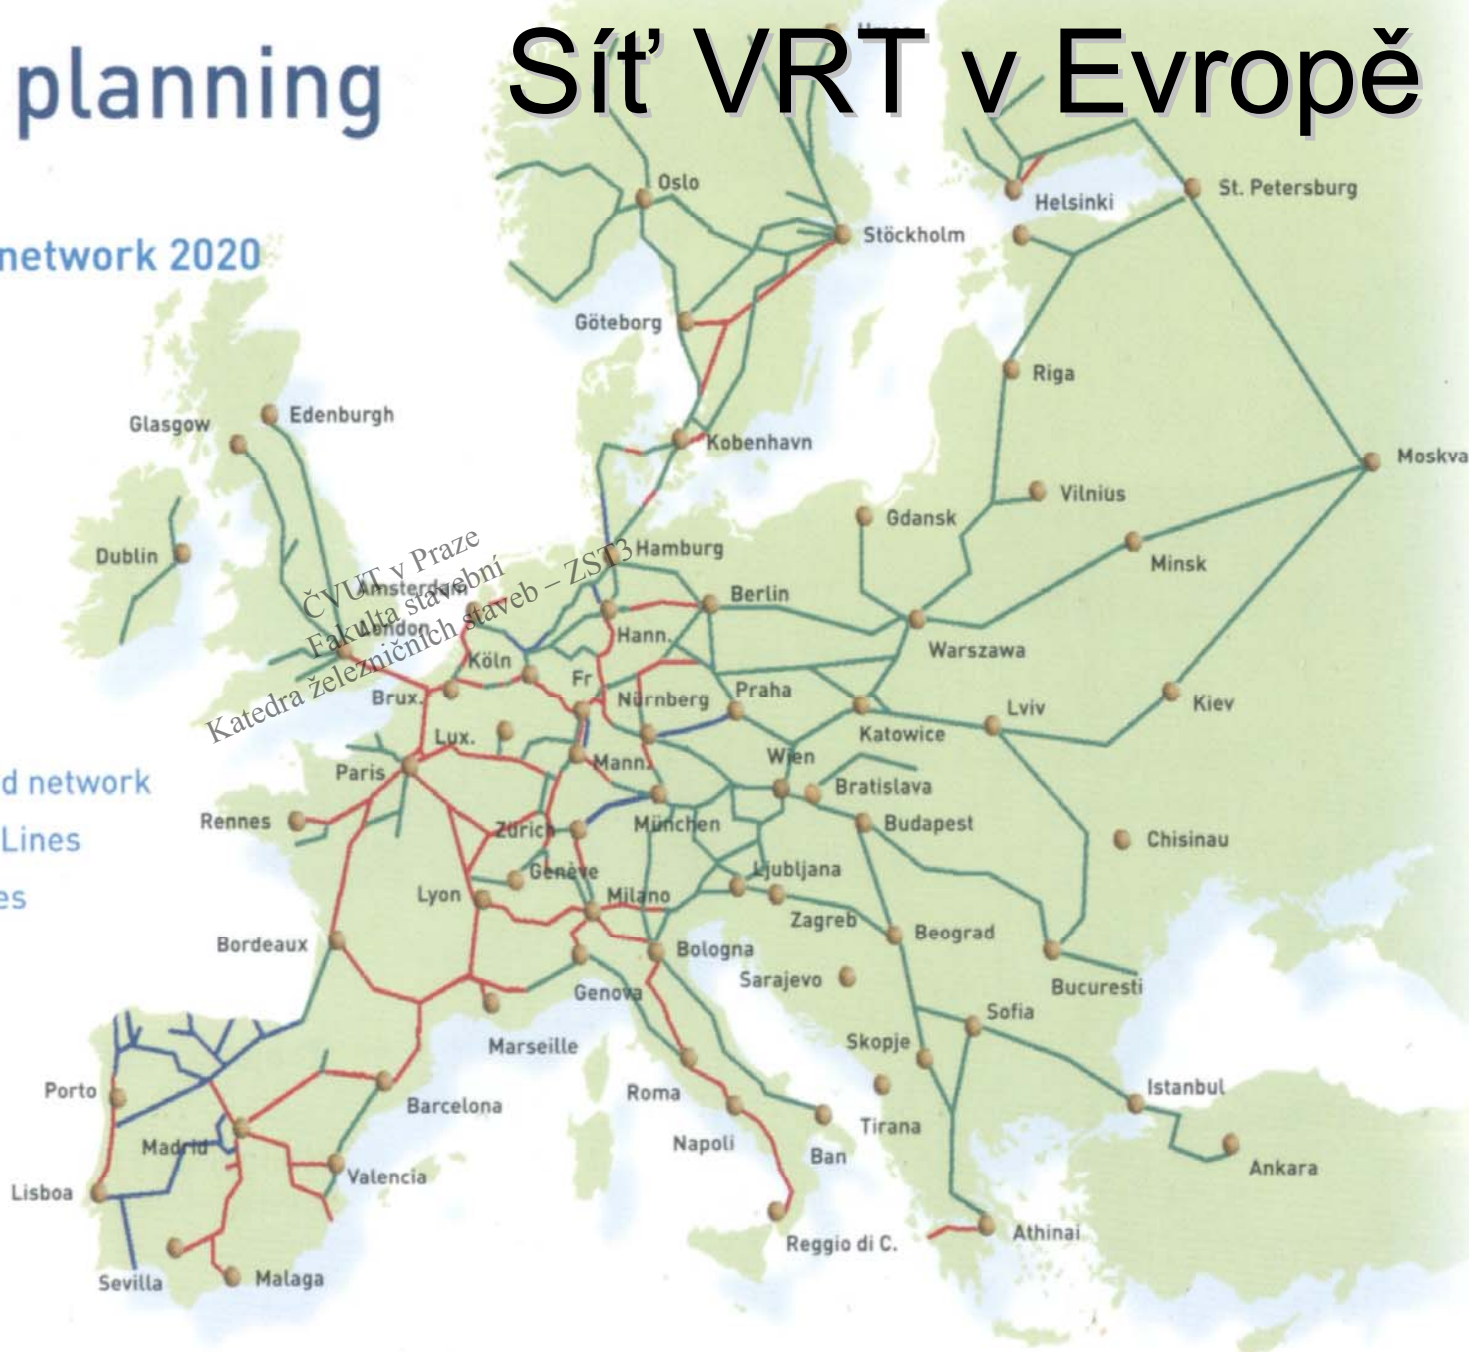 Síť VRT v Evropě
planning
network 2020
Oslo
Helsinki
St. Petersburg
Stöckholm
Göteborg
Riga
Edenburgh
Glasgow
Kobenhavn
Moskva
Vilnius
Gdansk
Dublin
Hamburg
Minsk
ČVUT v Praze
Fakulta stavební
Katedra železničních staveb – ZST3
Amsterdam
Berlin
London
Hann.
Warszawa
Köln
Fr
Brux.
Nürnberg
Praha
Kiev
Lviv
Katowice
Lux.
Wien
Mann.
Paris
d network
Bratislava
Rennes
Zürich
München
Budapest
Lines
Chisinau
Genève
Ljubljana
Lyon
Milano
es
Zagreb
Beograd
Bordeaux
Bologna
Sarajevo
Genova
Bucuresti
Sofia
Skopje
Marseille
Porto
Roma
Istanbul
Barcelona
Tirana
Madrid
Napoli
Ban
Ankara
Valencia
Lisboa
Athinai
Reggio di C.
Sevilla
Malaga